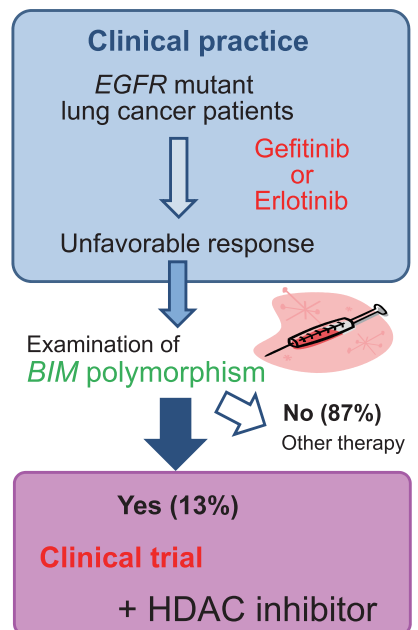 Clinical practice
EGFR mutant
lung cancer patients
Gefitinib
or
Erlotinib
Unfavorable response
Examination of
BIM polymorphism
No (87%)
Other therapy
Yes (13%)
Clinical trial
+ HDAC inhibitor